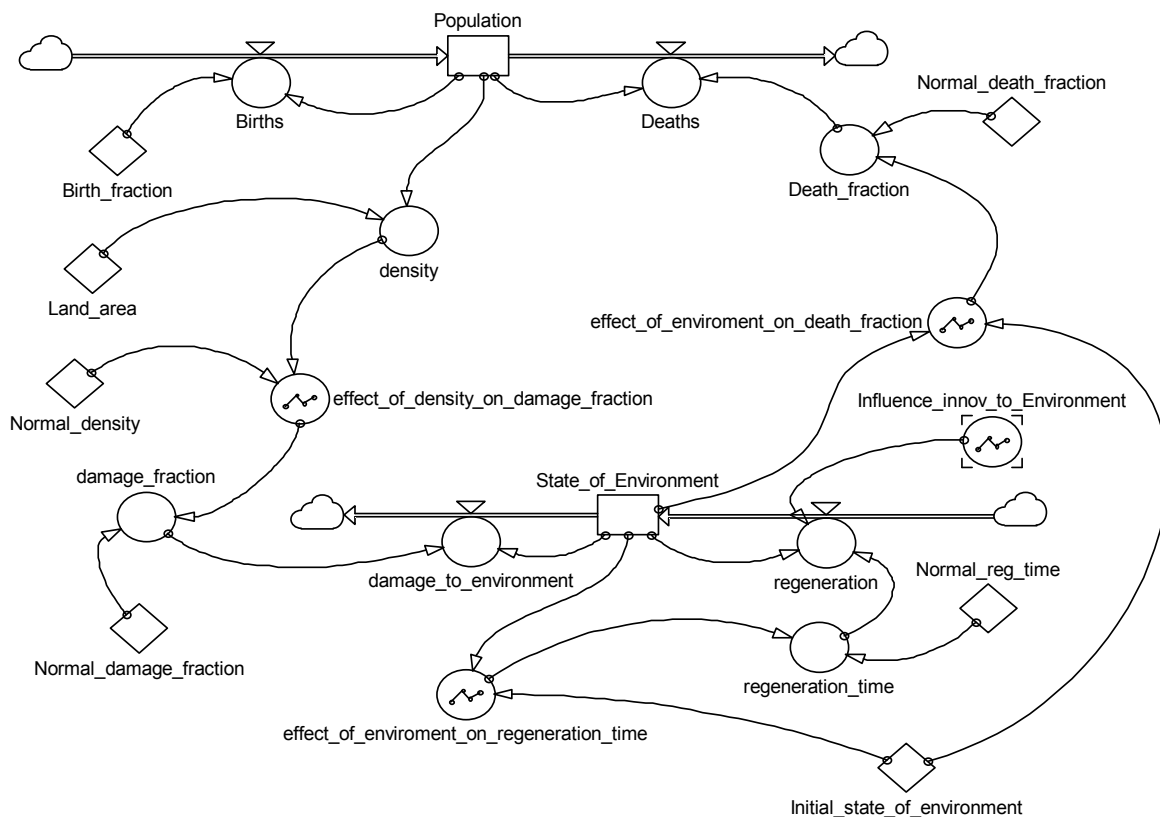 Population
Normal_death_fraction
Births
Deaths
Birth_fraction
Death_fraction
density
Land_area
effect_of_enviroment_on_death_fraction
effect_of_density_on_damage_fraction
Influence_innov_to_Environment
Normal_density
damage_fraction
State_of_Environment
damage_to_environment
regeneration
Normal_reg_time
Normal_damage_fraction
regeneration_time
effect_of_enviroment_on_regeneration_time
Initial_state_of_environment